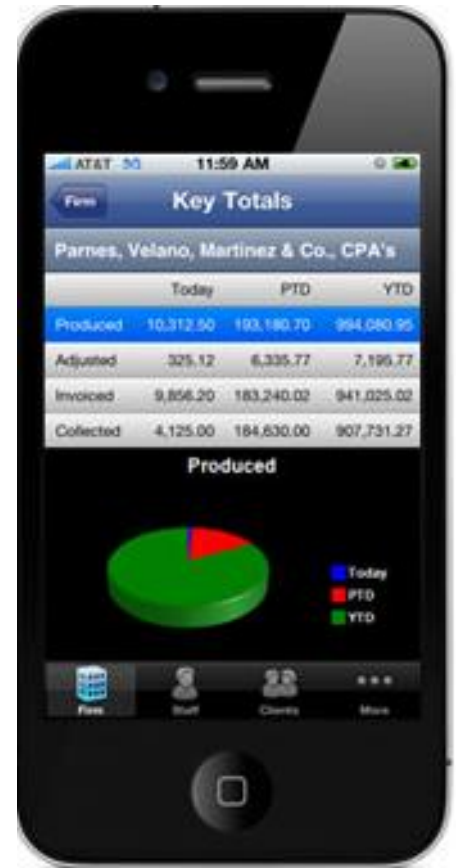 AT&T 3G 11:59 AM
Firm Key Totals
Parnes, Velano, Martinez & Co., CPA's
Today PTD YTD
Produced 10,312.50 193,180.70 994,080.95
Adjusted 325.12 6,335.77 7,195.77
Invoiced 9,856.20 183,240.02 941,025.02
Collected 4,125.00 184,630.00 907,731.27
Produced
Today
PTD
YTD
Firm Staff Clients More